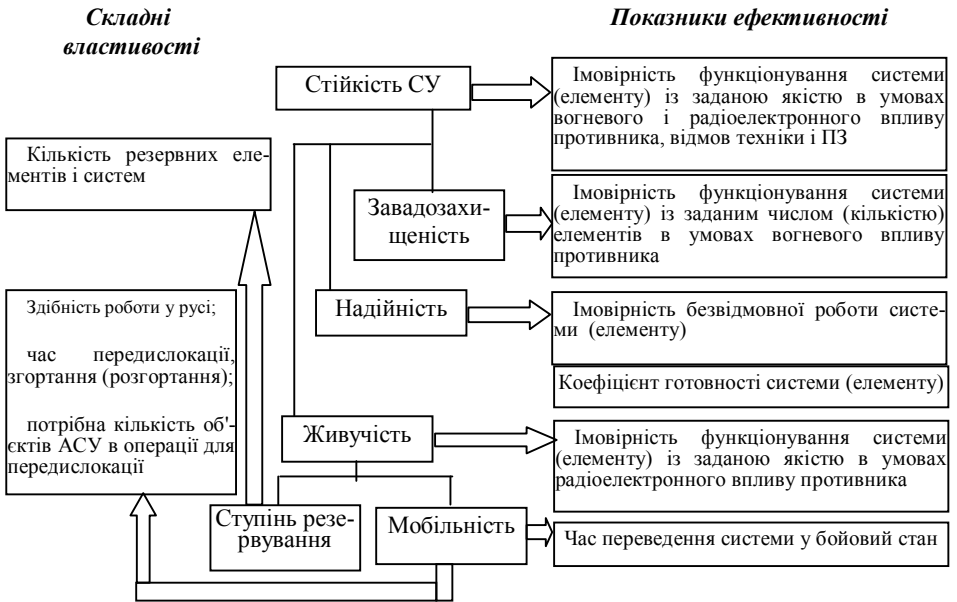 Складні
властивості
Показники ефективності
Стійкість СУ
Імовірність функціонування системи
(елементу) із заданою якістю в умовах
вогневого і радіоелектронного впливу
противника, відмов техніки і ПЗ
Кількість резервних еле-
ментів і систем
Завадозахи-
щеність
Імовірність функціонування системи
(елементу) із заданим числом (кількістю)
елементів в умовах вогневого впливу
противника
Здібність роботи у русі;
час передислокації,
згортання (розгортання);
потрібна кількість об'-
єктів АСУ в операції для
передислокації
Надійність
Імовірність безвідмовної роботи систе-
ми (елементу)
Коефіцієнт готовності системи (елементу)
Живучість
Імовірність функціонування системи
(елементу) із заданою якістю в умовах
радіоелектронного впливу противника
Ступінь резе-
рвування
Мобільність
Час переведення системи у бойовий стан